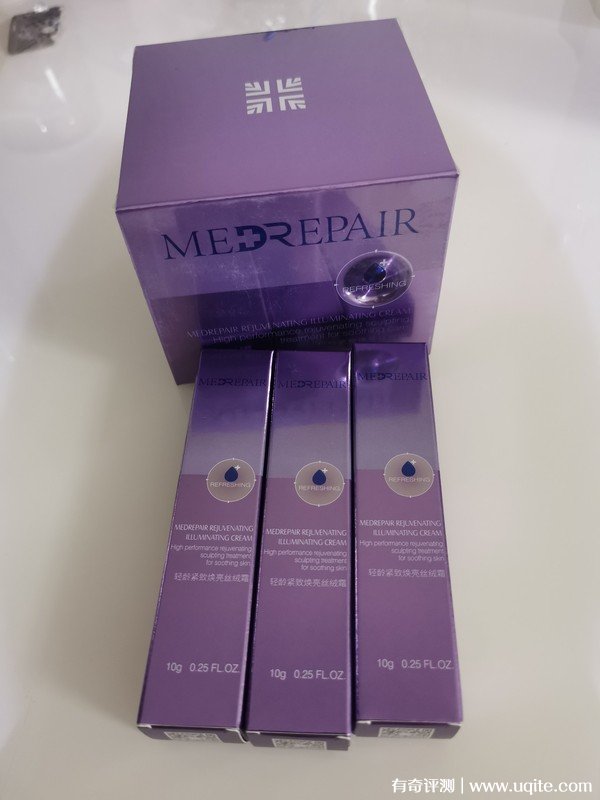 MEDREPAIR
REFRESHING
MEDREPAIR REJUVENATING ILLUMINATING CREAM
High performance rejuvenating sculpting
treatment for soothing skin
MEDREPAIR
REFRESHING
MEDREPAIR REJUVENATING
ILLUMINATING CREAM
High performance rejuvenating
sculpting treatment
for soothing skin
轻龄紧致焕亮丝绒霜
10g 0.25 FL.OZ.
MEDREPAIR
REFRESHING
MEDREPAIR REJUVENATING
ILLUMINATING CREAM
High performance rejuvenating
sculpting treatment
for soothing skin
轻龄紧致焕亮丝绒霜
10g 0.25 FL.OZ.
MEDREPAIR
REFRESHING
MEDREPAIR REJUVENATING
ILLUMINATING CREAM
High performance rejuvenating
sculpting treatment
for soothing skin
轻龄紧致焕亮丝绒霜
10g 0.25 FL.OZ.
有奇评测 | www.uqite.com